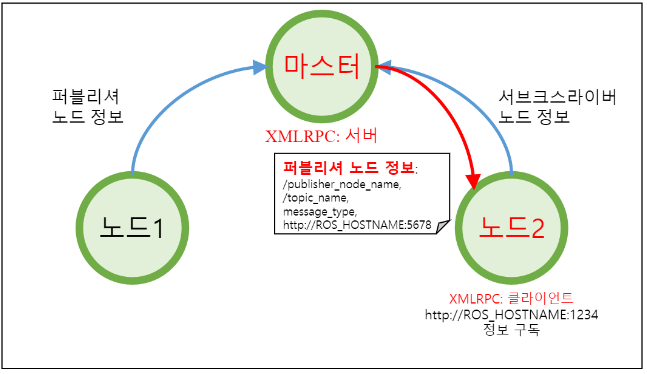 마스터
퍼블리셔
노드 정보
서브크스라이버
노드 정보
XMLRPC: 서버
퍼블리셔 노드 정보:
/publisher_node_name,
/topic_name,
message_type,
http://ROS_HOSTNAME:5678
노드1
노드2
XMLRPC: 클라이언트
http://ROS_HOSTNAME:1234
정보 구독